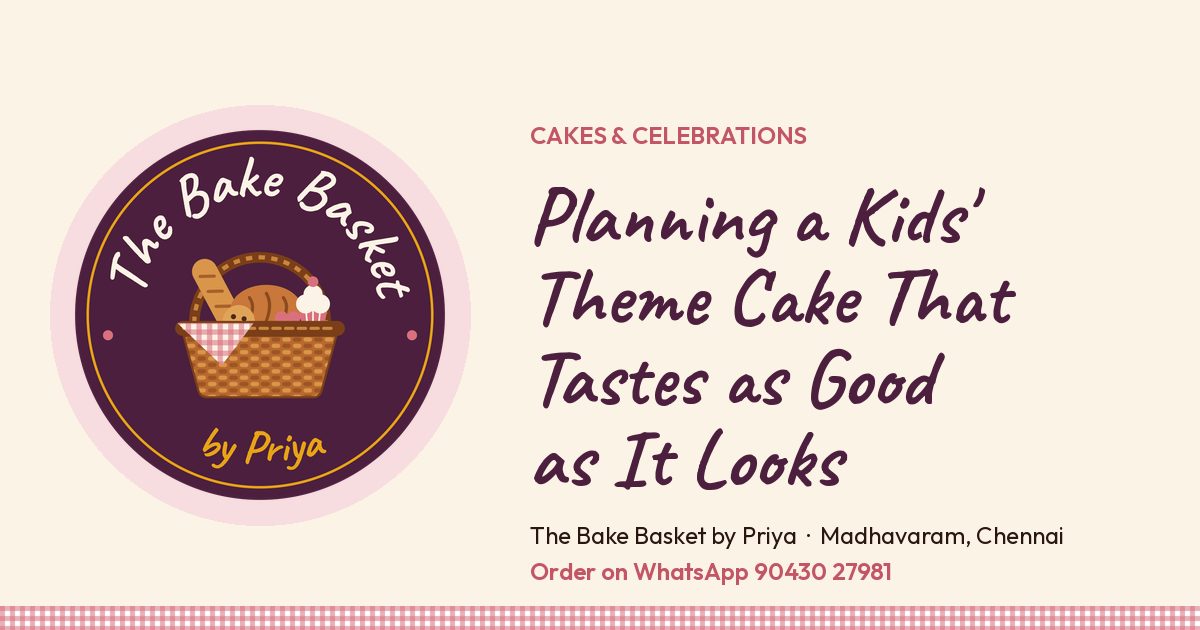 The Bake Basket
by Priya
CAKES & CELEBRATIONS
Planning a Kids'
Theme Cake That
Tastes as Good
as It Looks
The Bake Basket by Priya · Madhavaram, Chennai
Order on WhatsApp 90430 27981